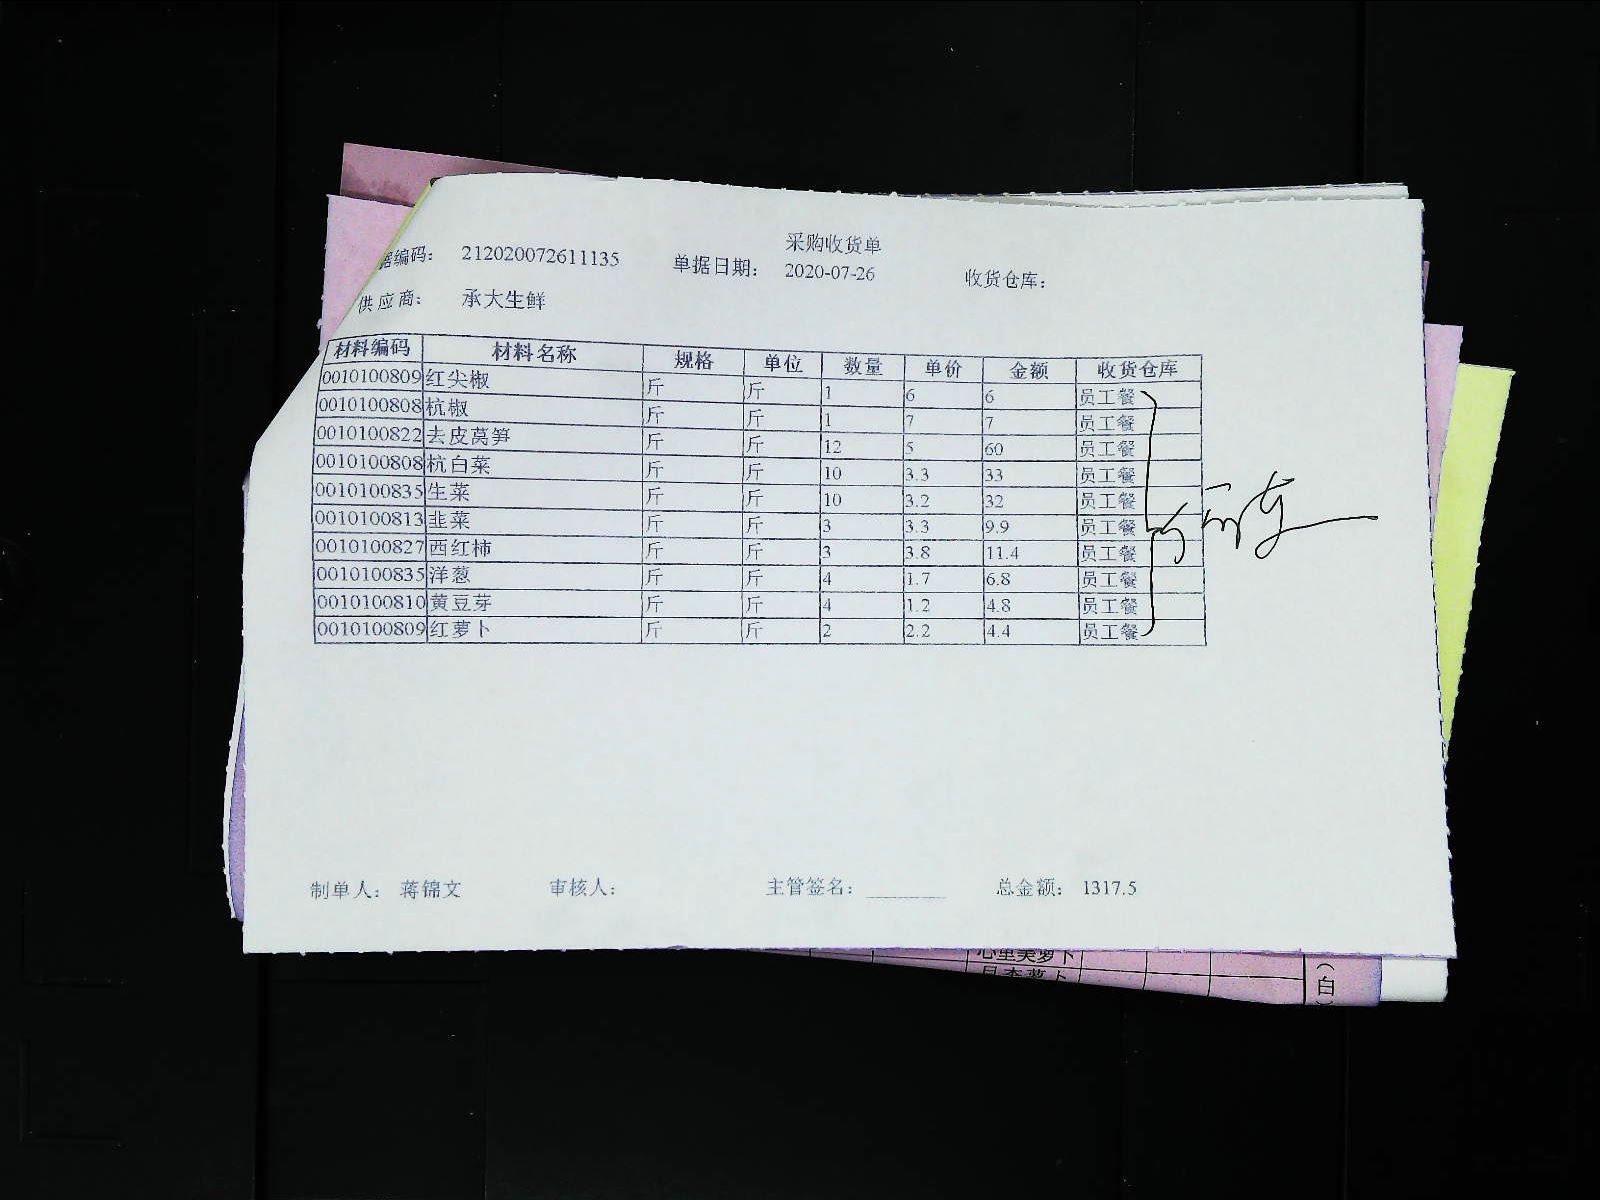 采购收货单
据编码: 212020072611135 单据日期: 2020-07-26 收货仓库:
供应商: 承大生鲜
材料编码 材料名称 规格 单位 数量 单价 金额 收货仓库
0010100809 红尖椒 斤 斤 1 6 6 员工餐
0010100808 杭椒 斤 斤 1 7 7 员工餐
0010100822 去皮莴笋 斤 斤 12 5 60 员工餐
0010100808 杭白菜 斤 斤 10 3.3 33 员工餐
0010100835 生菜 斤 斤 10 3.2 32 员工餐
0010100813 韭菜 斤 斤 3 3.3 9.9 员工餐
0010100827 西红柿 斤 斤 3 3.8 11.4 员工餐
0010100835 洋葱 斤 斤 4 1.7 6.8 员工餐
0010100810 黄豆芽 斤 斤 4 1.2 4.8 员工餐
0010100809 红萝卜 斤 斤 2 2.2 4.4 员工餐
制单人: 蒋锦文 审核人: 主管签名: 总金额: 1317.5
心里美萝卜
(白)